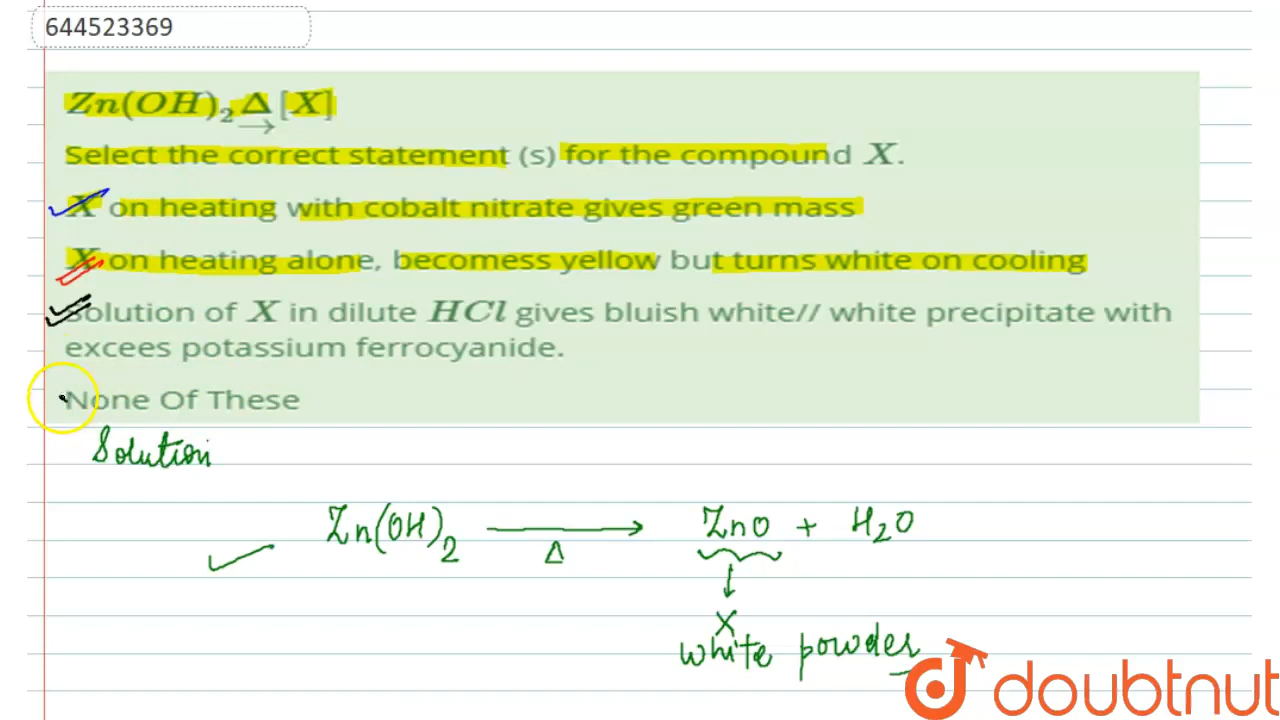 644523369
Zn(OH)₂ Δ→ [X]
Select the correct statement (s) for the compound X.
X on heating with cobalt nitrate gives green mass
X on heating alone, becomess yellow but turns white on cooling
Solution of X in dilute HCl gives bluish white// white precipitate with
excees potassium ferrocyanide.
None Of These
Solution
Zn(OH)₂ →Δ ZnO + H₂O
X
white powder
doubtnut